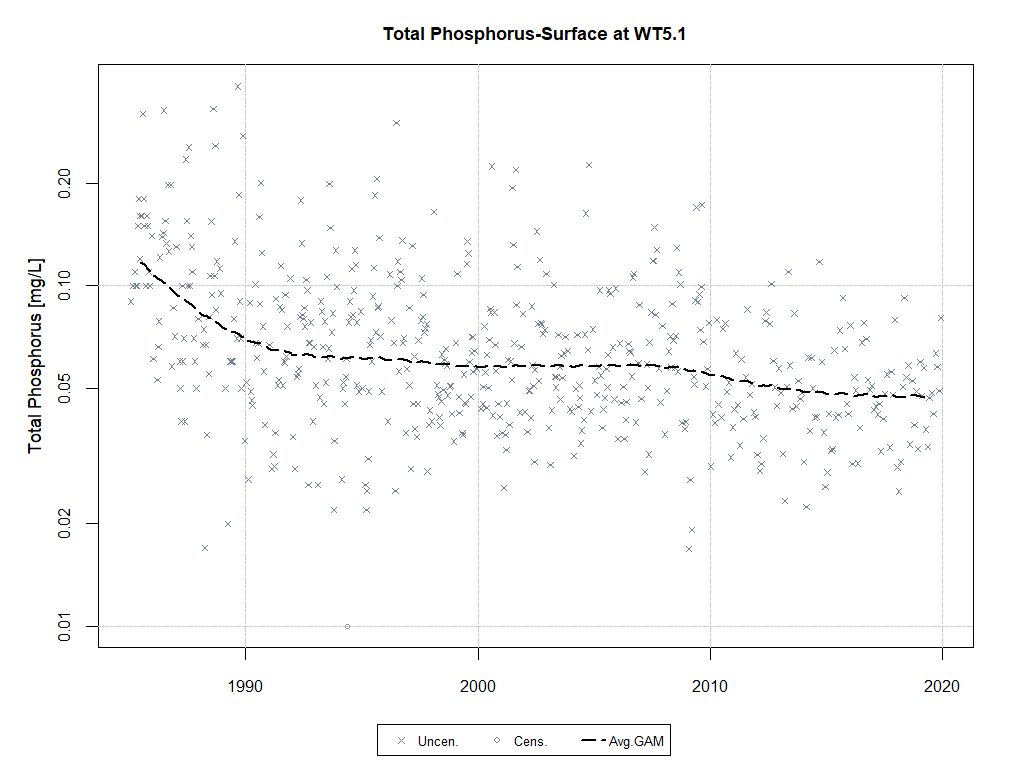 Total Phosphorus-Surface at WT5.1
Total Phosphorus [mg/L]
0.20
0.10
0.05
0.02
0.01
1990 2000 2010 2020
Uncen. Cens. Avg.GAM